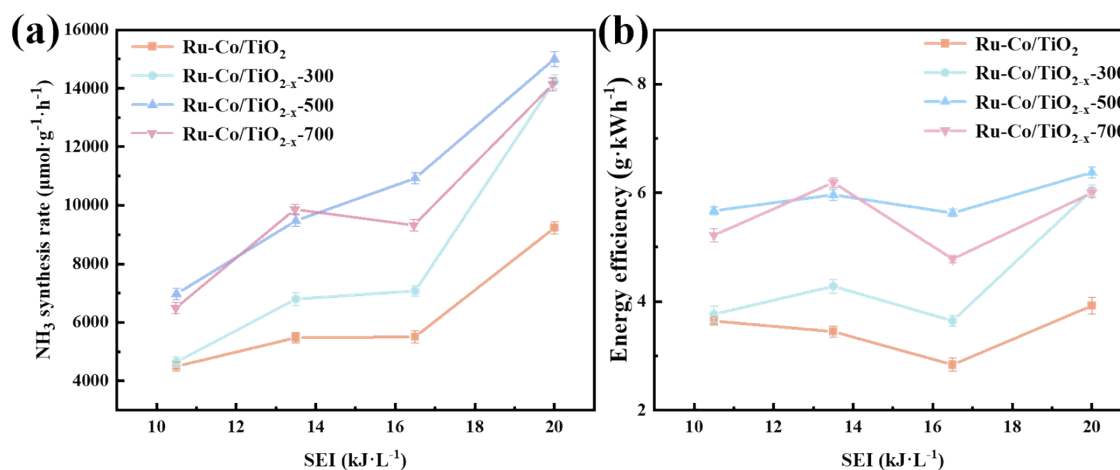 (a)
Ru-Co/TiO₂
Ru-Co/TiO₂₋ₓ-300
Ru-Co/TiO₂₋ₓ-500
Ru-Co/TiO₂₋ₓ-700
NH₃ synthesis rate (μmol·g⁻¹·h⁻¹)
16000
14000
12000
10000
8000
6000
4000
10 12 14 16 18 20
SEI (kJ·L⁻¹)
(b)
Ru-Co/TiO₂
Ru-Co/TiO₂₋ₓ-300
Ru-Co/TiO₂₋ₓ-500
Ru-Co/TiO₂₋ₓ-700
Energy efficiency (g·kWh⁻¹)
8
6
4
2
10 12 14 16 18 20
SEI (kJ·L⁻¹)